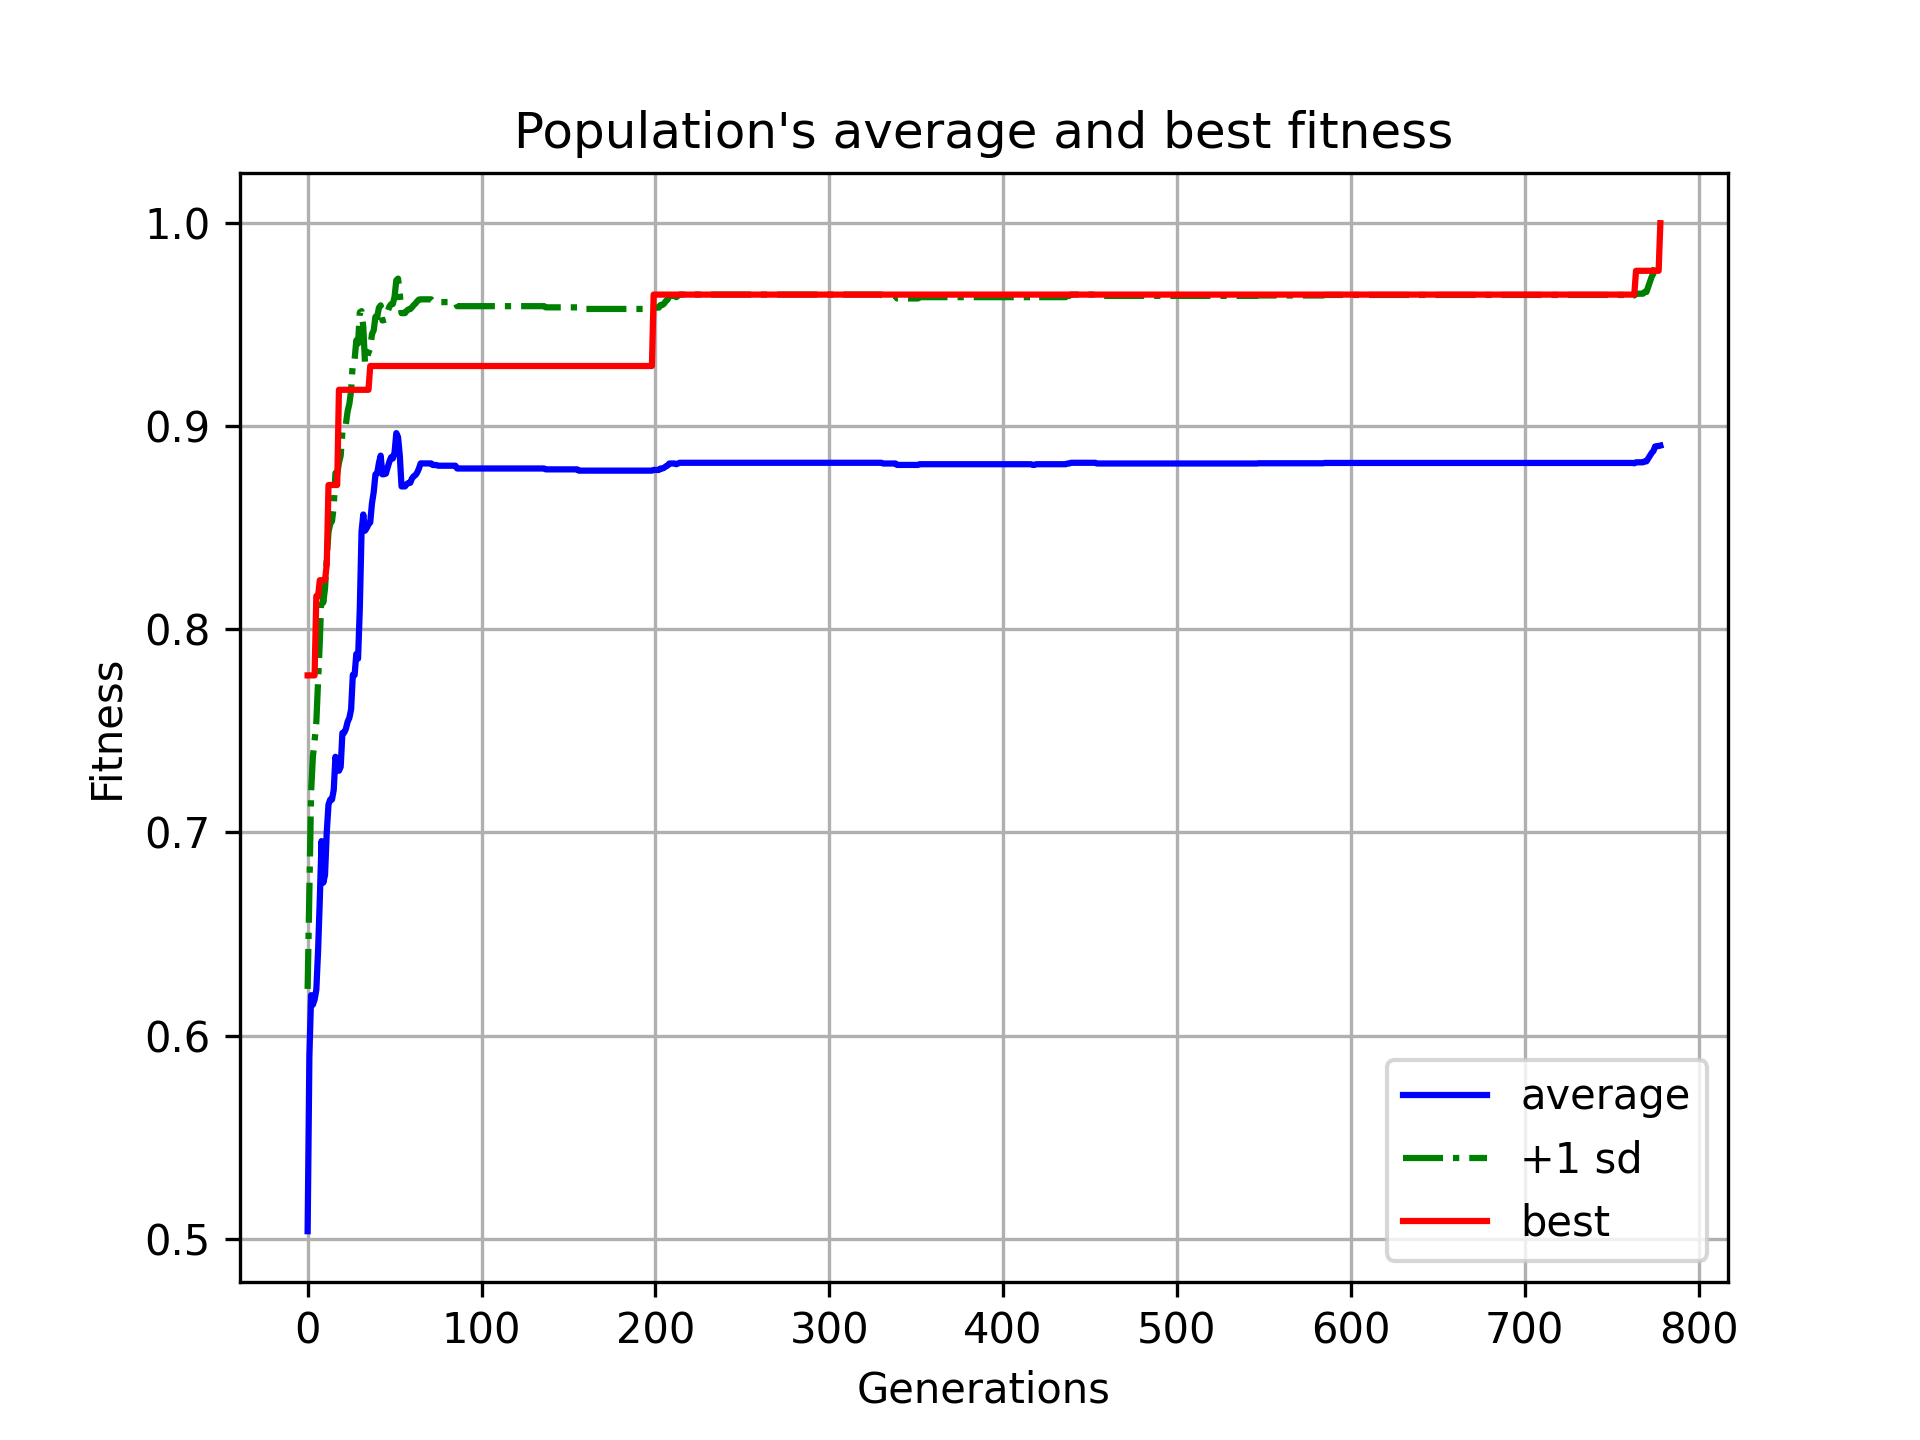 Population's average and best fitness
1.0
0.9
0.8
0.7
0.6
0.5
Fitness
average
+1 sd
best
0 100 200 300 400 500 600 700 800
Generations